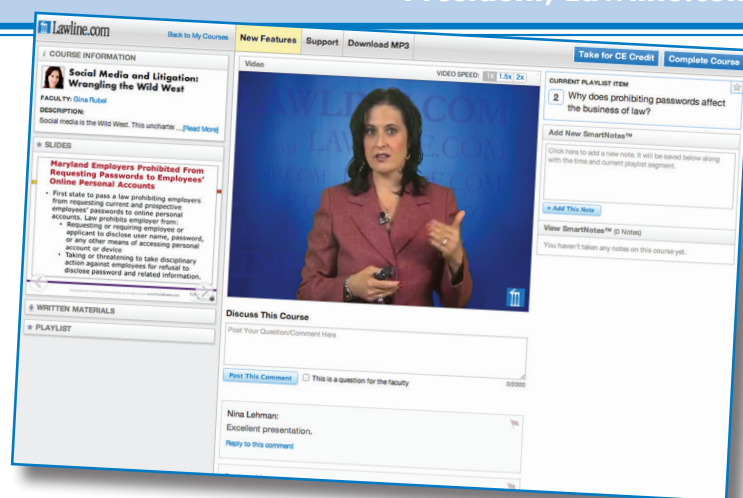 Lawline.com
Back to My Courses
New Features
Support
Download MP3
Take for CE Credit
Complete Course
i COURSE INFORMATION
Social Media and Litigation:
Wrangling the Wild West
FACULTY: Gina Rubel
DESCRIPTION:
Social media is the Wild West. This uncharter ....[Read More]
SLIDES
Maryland Employers Prohibited From
Requesting Passwords to Employees'
Online Personal Accounts
• First state to pass a law prohibiting employers
from requesting current and prospective
employees' passwords to online personal
accounts. Law prohibits employer from:
• Requesting or requiring employee or
applicant to disclose user name, password,
or any other means of accessing personal
account or device
• Taking or threatening to take disciplinary
action against employees for refusal to
disclose password and related information.
WRITTEN MATERIALS
PLAYLIST
Video
VIDEO SPEED: 1x 1.5x 2x
Discuss This Course
Post Your Question/Comment Here
Post This Comment
This is a question for the faculty
0/2000
Nina Lehman:
Excellent presentation.
Reply to this comment
CURRENT PLAYLIST ITEM
2 Why does prohibiting passwords affect
the business of law?
Add New SmartNotes™
Click here to add a new note. It will be saved below along
with the time and current playlist segment.
+ Add This Note
View SmartNotes™ (0 Notes)
You haven't taken any notes on this course yet.